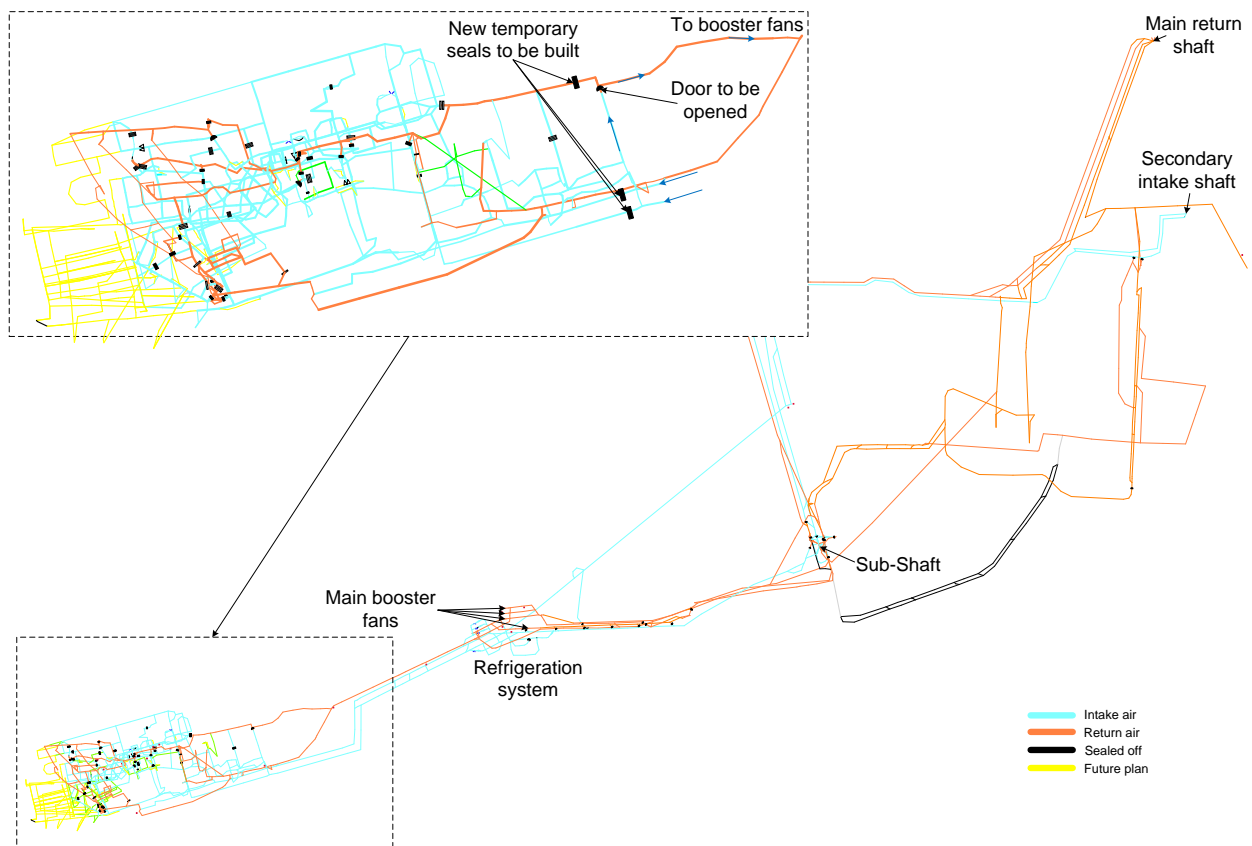 New temporary
seals to be built
To booster fans
Door to be
opened
Main return
shaft
Secondary
intake shaft
Sub-Shaft
Main booster
fans
Refrigeration
system
Intake air
Return air
Sealed off
Future plan